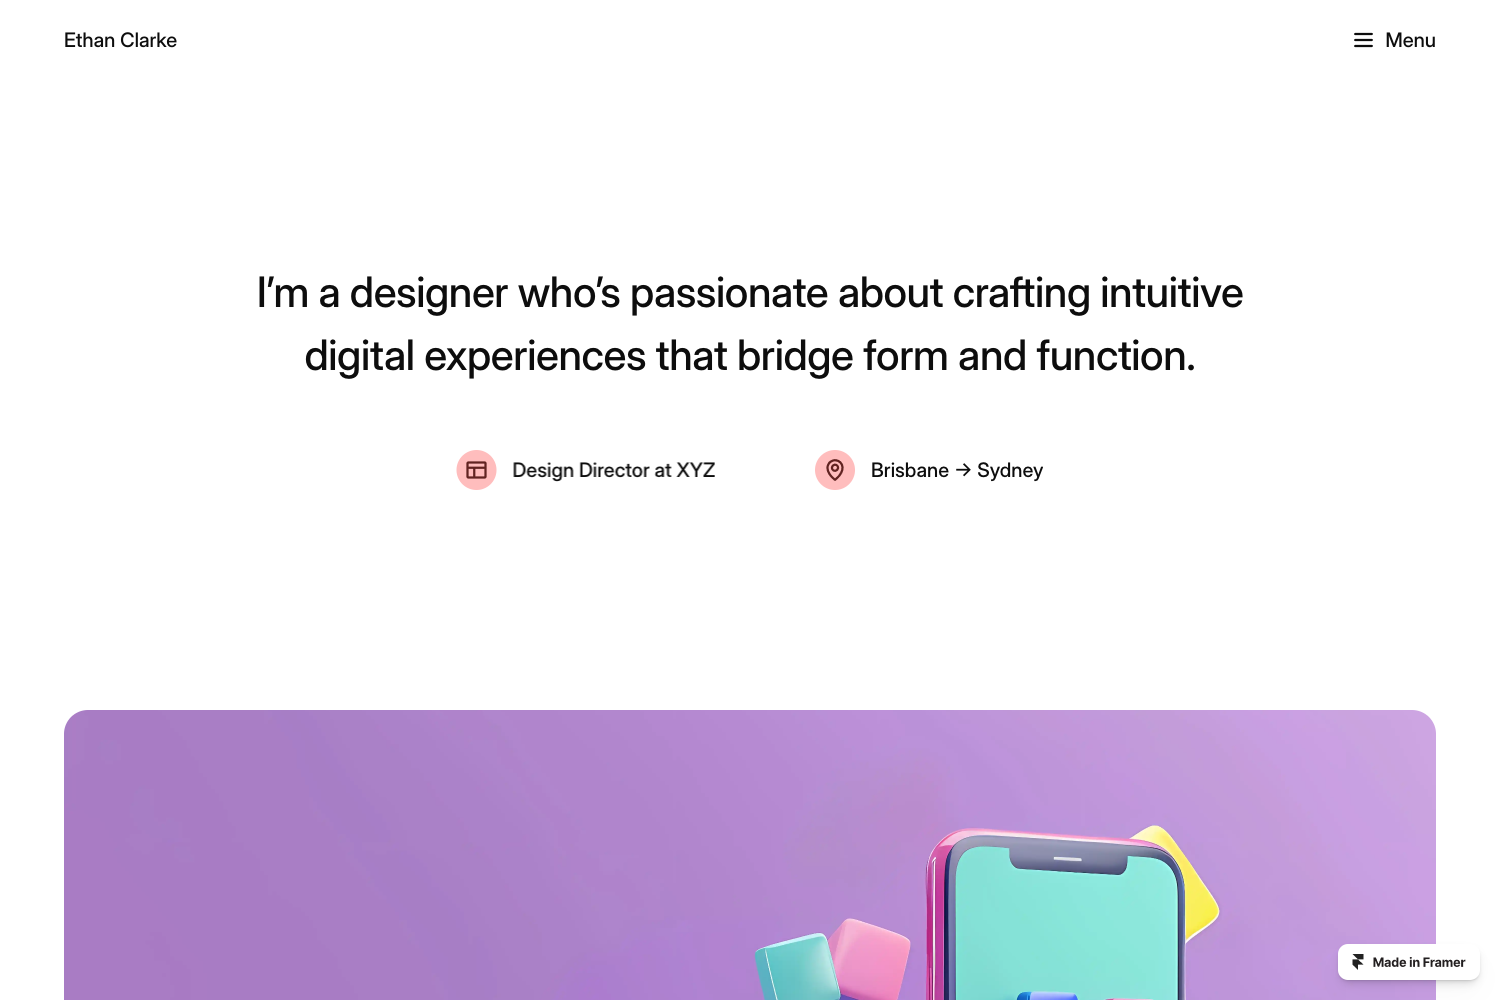 Ethan Clarke
Menu
I’m a designer who’s passionate about crafting intuitive
digital experiences that bridge form and function.
Design Director at XYZ
Brisbane → Sydney
Made in Framer